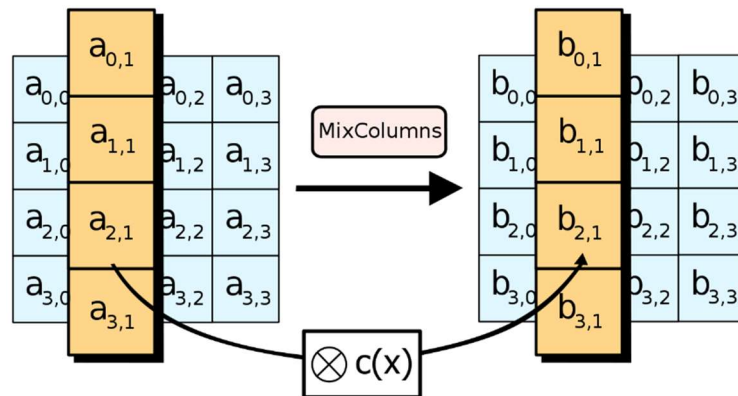 a0,1 b0,1
a0,0 a0,2 a0,3 b0,0 b0,2 b0,3
MixColumns
a1,1 b1,1
a1,0 a1,2 a1,3 b1,0 b1,2 b1,3
a2,1 b2,1
a2,0 a2,2 a2,3 b2,0 b2,2 b2,3
a3,0 a3,2 a3,3 b3,0 b3,2 b3,3
a3,1 b3,1
⊗ c(x)